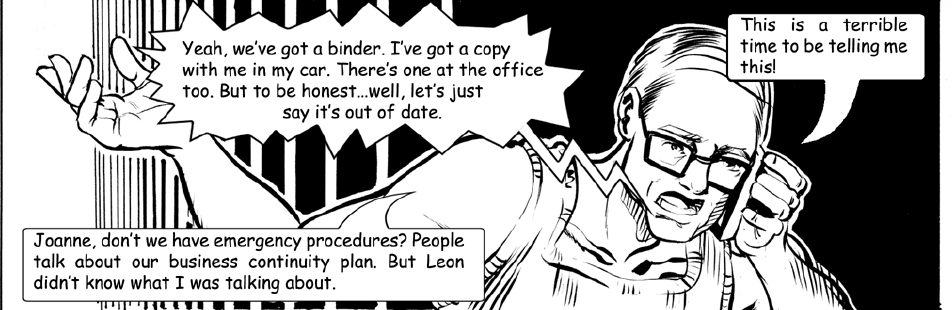 Yeah, we've got a binder. I've got a copy
with me in my car. There's one at the office
too. But to be honest...well, let's just
say it's out of date.
This is a terrible
time to be telling me
this!
Joanne, don't we have emergency procedures? People
talk about our business continuity plan. But Leon
didn't know what I was talking about.